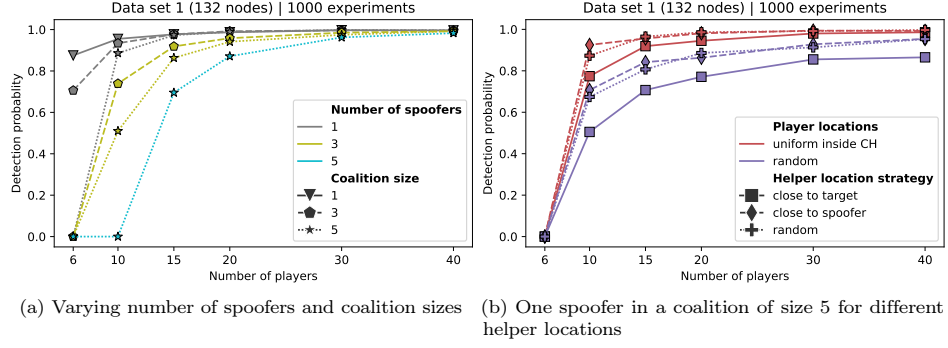 Data set 1 (132 nodes) | 1000 experiments
1.0
0.8
0.6
0.4
0.2
0.0
Detection probability
Number of spoofers
1
3
5
Coalition size
1
3
5
6 10 15 20 30 40
Number of players
(a) Varying number of spoofers and coalition sizes
Data set 1 (132 nodes) | 1000 experiments
1.0
0.8
0.6
0.4
0.2
0.0
Detection probability
Player locations
uniform inside CH
random
Helper location strategy
close to target
close to spoofer
random
6 10 15 20 30 40
Number of players
(b) One spoofer in a coalition of size 5 for different
helper locations